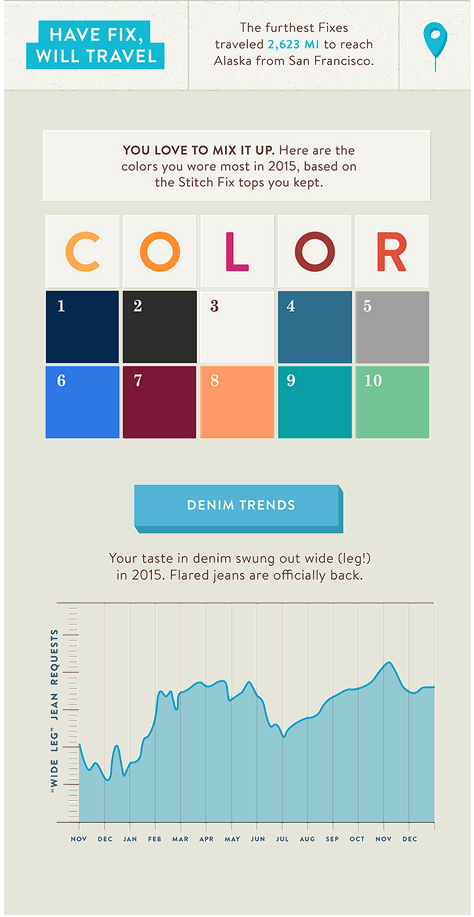 HAVE FIX,
WILL TRAVEL
The furthest Fixes
traveled 2,623 MI to reach
Alaska from San Francisco.
YOU LOVE TO MIX IT UP. Here are the
colors you wore most in 2015, based on
the Stitch Fix tops you kept.
C O L O R
1 2 3 4 5
6 7 8 9 10
DENIM TRENDS
Your taste in denim swung out wide (leg!)
in 2015. Flared jeans are officially back.
"WIDE LEG" JEAN REQUESTS
NOV DEC JAN FEB MAR APR MAY JUN JUL AUG SEP OCT NOV DEC